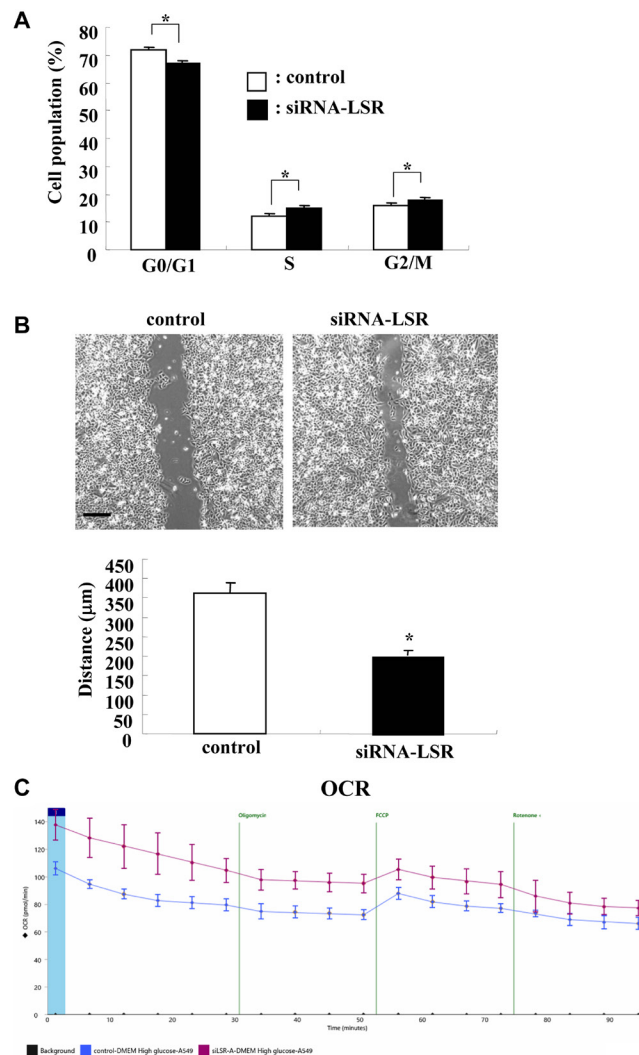 A
Cell population (%)
80
70
60
50
40
30
20
10
0
*
*
*
: control
: siRNA-LSR
G0/G1 S G2/M
B
control siRNA-LSR
Distance (μm)
450
400
350
300
250
200
150
100
50
0
*
control siRNA-LSR
C OCR
OCR (pmol/min)
140
120
100
80
60
40
20
0
Oligomycin FCCP Rotenone
0 10 20 30 40 50 60 70 80 90
Time (minutes)
Background control-DMEM High glucose-A549 siLSR-A-DMEM High glucose-A549